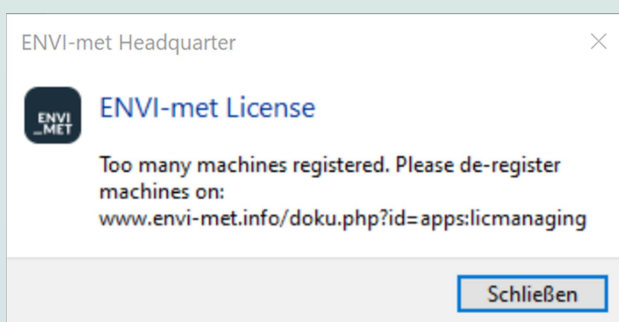 ENVI-met Headquarter
ENVI
_MET
ENVI-met License
Too many machines registered. Please de-register
machines on:
www.envi-met.info/doku.php?id=apps:licmanaging
Schließen